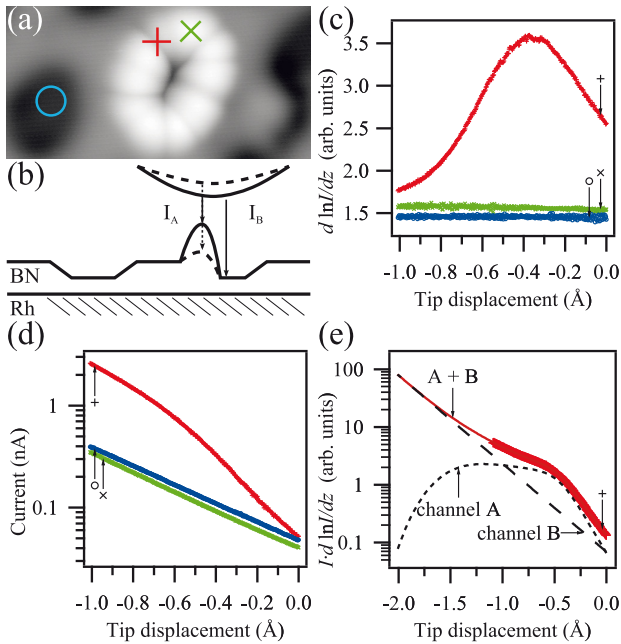 (a)
(b)
I_A
I_B
BN
Rh
(c)
d lnI/dz (arb. units)
3.5
3.0
2.5
2.0
1.5
+
○
×
-1.0 -0.8 -0.6 -0.4 -0.2 0.0
Tip displacement (Å)
(d)
Current (nA)
1
0.1
+
○
×
-1.0 -0.8 -0.6 -0.4 -0.2 0.0
Tip displacement (Å)
(e)
I·d lnI/dz (arb. units)
100
10
1
0.1
A + B
+
channel A
channel B
-2.0 -1.5 -1.0 -0.5 0.0
Tip displacement (Å)